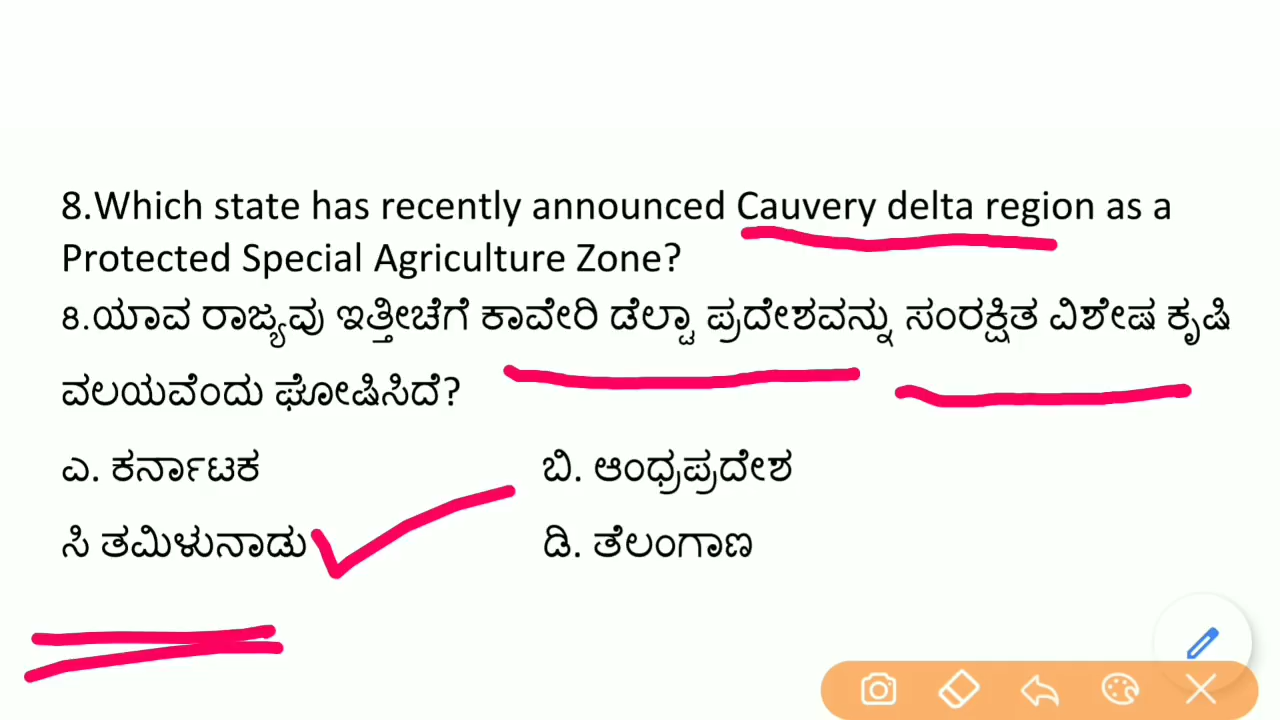 8.Which state has recently announced Cauvery delta region as a
Protected Special Agriculture Zone?
8.ಯಾವ ರಾಜ್ಯವು ಇತ್ತೀಚೆಗೆ ಕಾವೇರಿ ಡೆಲ್ಟಾ ಪ್ರದೇಶವನ್ನು ಸಂರಕ್ಷಿತ ವಿಶೇಷ ಕೃಷಿ
ವಲಯವೆಂದು ಘೋಷಿಸಿದೆ?
ಎ. ಕರ್ನಾಟಕ ಬಿ. ಆಂಧ್ರಪ್ರದೇಶ
ಸಿ ತಮಿಳುನಾಡು ಡಿ. ತೆಲಂಗಾಣ